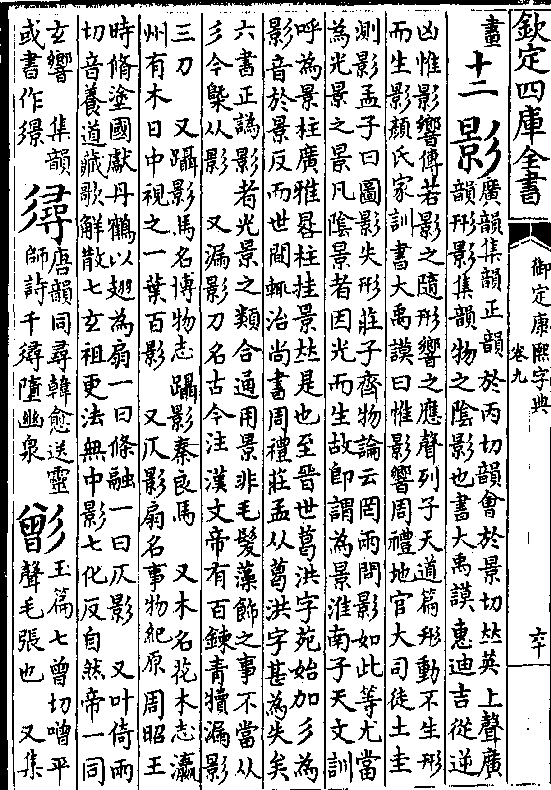 欽定四庫全書
御定康熙字典
卷九
六十
畫
十二
影
廣韻集韻正韻於丙切韻會於景切𠀤英上聲廣
韻形影集韻物之陰影也書大禹謨惠迪吉從逆
凶惟影響傳若影之隨形響之應聲列子天道篇形動不生形
而生影顏氏家訓書大禹謨曰惟影響周禮地官大司徒土圭
測影孟子曰圖影失形莊子齊物論云罔兩問影如此等尤當
為光景之景凡陰景者因光而生故卽謂為景淮南子天文訓
呼為景柱廣雅晷柱挂景𠀤是也至晉世葛洪字苑始加彡為
影音於景反而世間輒治尚書周禮莊孟从葛洪字甚為失矣
六書正譌影者光景之類合通用景非毛髮藻飾之事不當从
彡今槩从影 又漏影刀名古今注漢文帝有百鍊青犢漏影
三刀 又躡影馬名博物志躡影秦良馬 又木名花木志瀛
州有木日中視之一葉百影 又仄影扇名事物紀原周昭王
時脩塗國獻丹鶴以翅為扇一曰條融一曰仄影 又叶倚兩
切音養道藏歌解散七玄祖更法無中影七化反自然帝一同
玄響 集韻
或書作
唐韻同尋韓愈送靈
師詩千 墮幽泉
玉篇七曾切噌平
聲毛張也 又集